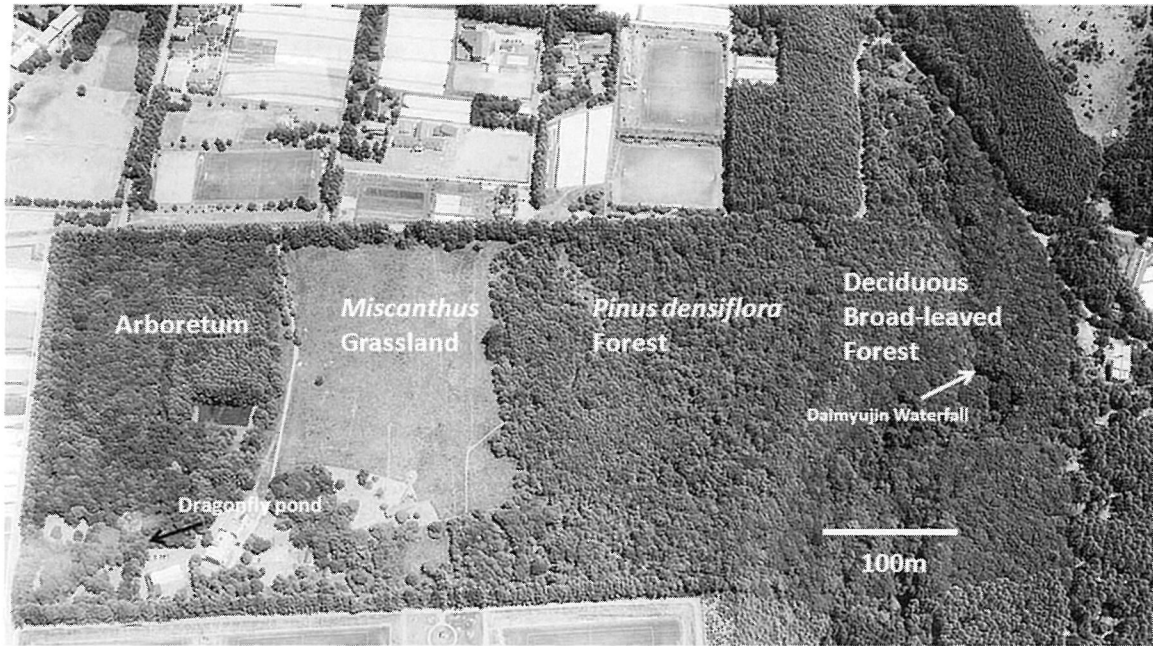 Arboretum
Miscanthus
Grassland
Pinus densiflora
Forest
Deciduous
Broad-leaved
Forest
Daimyujin Waterfall
Dragonfly pond
100m